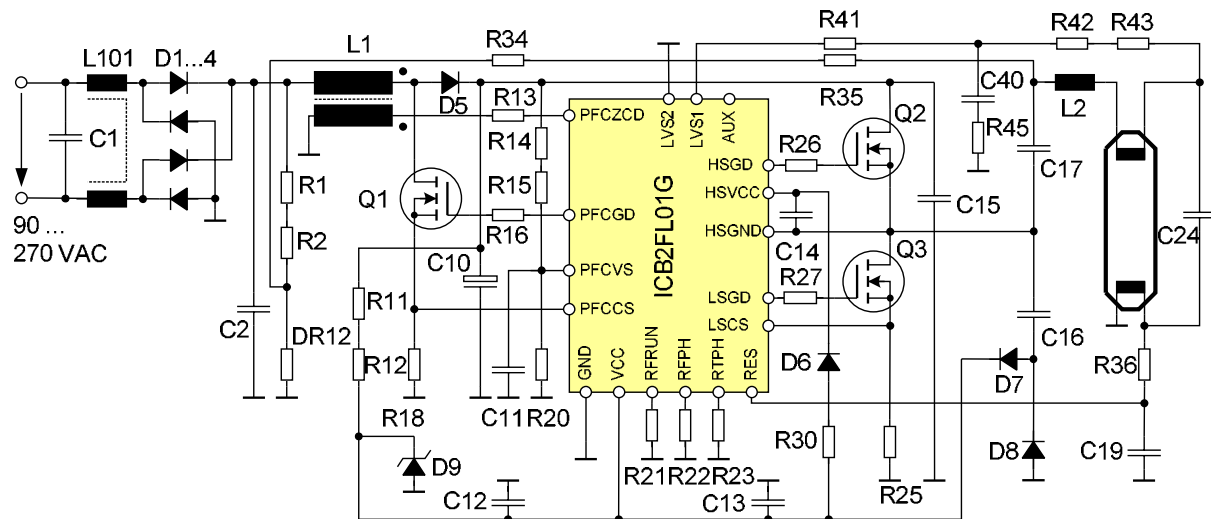 R41
R42
R43
L101
D1...4
L1
R34
C1
D5
R13
R14
R15
R16
PFCZCD
LVS2
LVS1
AUX
R35
Q2
C40
R45
L2
R26
HSGD
HSVCC
HSGND
C14
C15
C17
C24
R1
R2
Q1
PFCGD
90 ...
270 VAC
C10
PFCVS
PFCCS
ICB2FL01G
Q3
R27
LSGD
LSCS
C16
C2
DR12
R11
R12
GND
VCC
RFRUN
RFPH
RTPH
RES
D6
D7
R36
R18
C11
R20
R30
D8
C19
D9
R21
R22
R23
R25
C12
C13